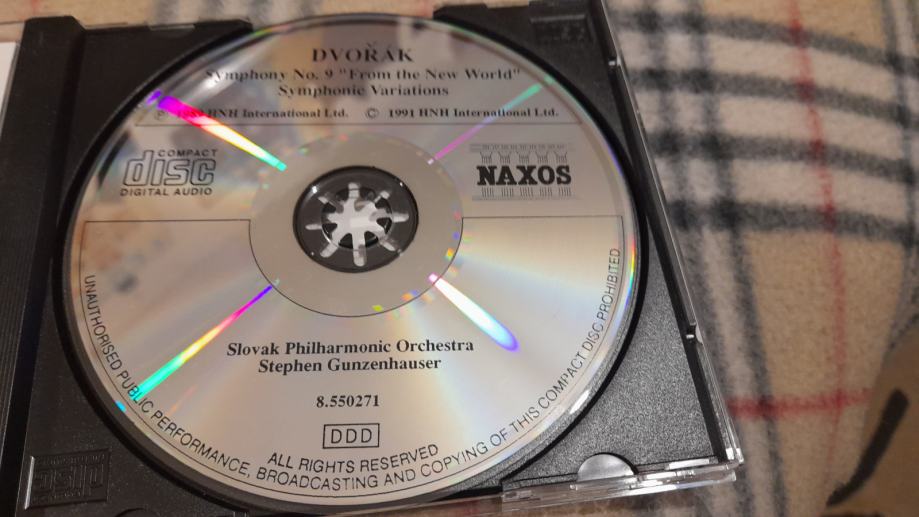 DVOŘÁK
Symphony No. 9 "From the New World"
Symphonic Variations
℗ 1989 HNH International Ltd. © 1991 HNH International Ltd.
COMPACT
disc
DIGITAL AUDIO
NAXOS
Slovak Philharmonic Orchestra
Stephen Gunzenhauser
8.550271
DDD
ALL RIGHTS RESERVED
UNAUTHORISED PUBLIC PERFORMANCE, BROADCASTING AND COPYING OF THIS COMPACT DISC PROHIBITED
disc